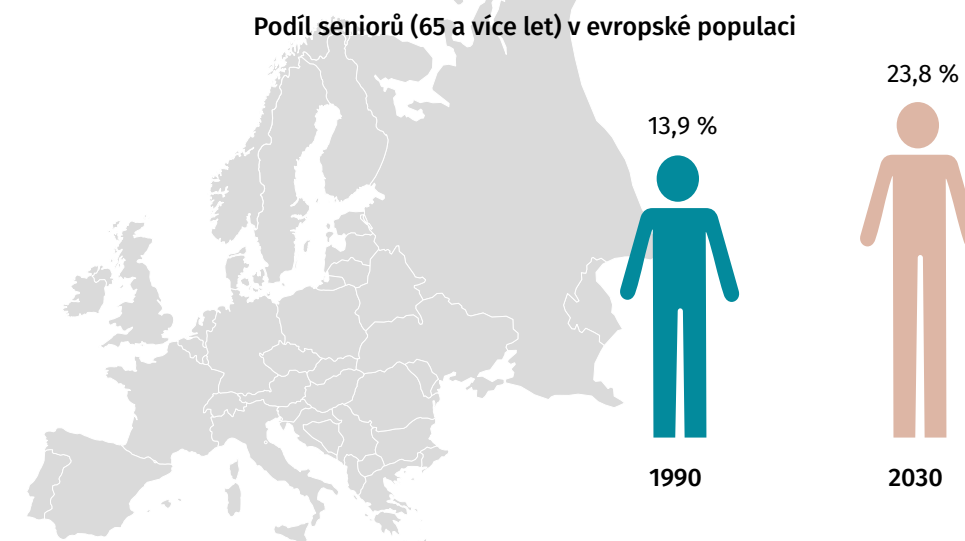 Podíl seniorů (65 a více let) v evropské populaci
23,8 %
13,9 %
1990
2030